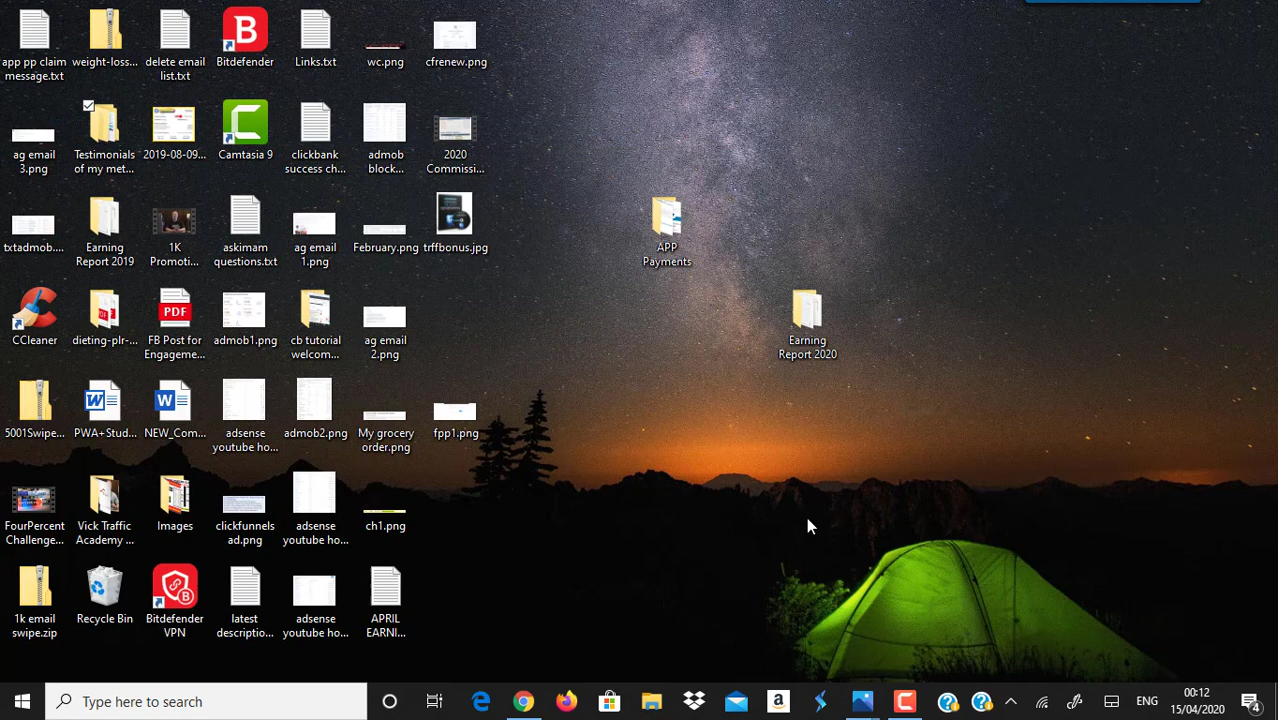 app pp claim
message.txt
weight-loss...
delete email
list.txt
Bitdefender
Links.txt
wc.png
cfrenew.png
ag email
3.png
Testimonials
of my met...
2019-08-09...
Camtasia 9
clickbank
success ch...
admob
block...
2020
Commissi...
txtadmob....
Earning
Report 2019
1K
Promoti...
askimam
questions.txt
ag email
1.png
February.png
trffbonus.jpg
APP
Payments
CCleaner
dieting-plr-...
PDF
FB Post for
Engageme...
admob1.png
cb tutorial
welcom...
ag email
2.png
Earning
Report 2020
5001Swipe...
PWA+Stud...
NEW_Com...
adsense
youtube ho...
admob2.png
My grocery
order.png
fpp1.png
FourPercent
Challenge...
Vick Traffic
Academy ...
Images
clickfunnels
ad.png
adsense
youtube ho...
ch1.png
1k email
swipe.zip
Recycle Bin
Bitdefender
VPN
latest
descriptio...
adsense
youtube ho...
APRIL
EARNI...
Type here to search
ENG
00:12
15/04/2020
4